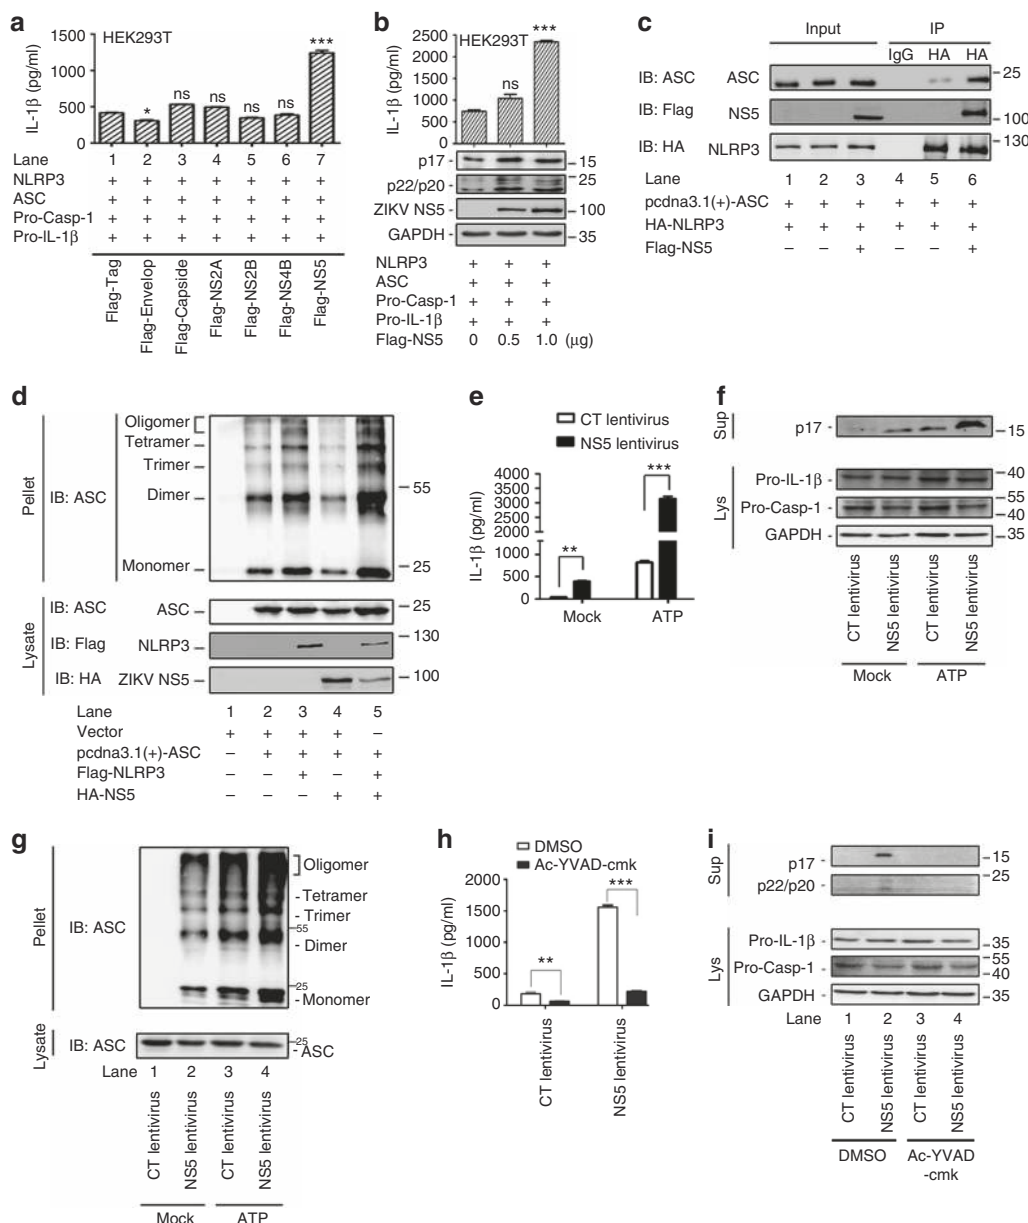 a
HEK293T
IL-1β (pg/ml)
1500
1000
500
0
* ns ns ns ns ***
Lane 1 2 3 4 5 6 7
NLRP3 + + + + + + +
ASC + + + + + + +
Pro-Casp-1 + + + + + + +
Pro-IL-1β + + + + + + +
Flag-Tag
Flag-Envelop
Flag-Capside
Flag-NS2A
Flag-NS2B
Flag-NS4B
Flag-NS5
b
HEK293T
IL-1β (pg/ml)
2500
2000
1500
1000
500
0
ns ***
p17 - - 15
p22/p20 - - 25
ZIKV NS5 - - 100
GAPDH - - 35
NLRP3 + + +
ASC + + +
Pro-Casp-1 + + +
Pro-IL-1β + + +
Flag-NS5 0 0.5 1.0 (μg)
c
Input IP
IgG HA HA
IB: ASC ASC 25
IB: Flag NS5 100
IB: HA NLRP3 130
Lane 1 2 3 4 5 6
pcdna3.1(+)-ASC + + + + + +
HA-NLRP3 + + + + + +
Flag-NS5 – – + – – +
d
Pellet
IB: ASC
Oligomer
Tetramer
Trimer
Dimer
Monomer
55
25
Lysate
IB: ASC ASC 25
IB: Flag NLRP3 130
IB: HA ZIKV NS5 100
Lane 1 2 3 4 5
Vector + + + + –
pcdna3.1(+)-ASC – + + + +
Flag-NLRP3 – – + – +
HA-NS5 – – – + +
e
CT lentivirus
NS5 lentivirus
IL-1β (pg/ml)
4000
3500
3000
2500
2000
1000
500
0
** ***
Mock ATP
f
Sup
p17 - - 15
Lys
Pro-IL-1β - - 40
Pro-Casp-1 - 55
40
GAPDH - - 35
CT lentivirus
NS5 lentivirus
CT lentivirus
NS5 lentivirus
Mock ATP
g
Pellet
IB: ASC
Oligomer
Tetramer
Trimer
55
Dimer
25
Monomer
Lysate
IB: ASC 25
ASC
Lane 1 2 3 4
CT lentivirus
NS5 lentivirus
CT lentivirus
NS5 lentivirus
Mock ATP
h
DMSO
Ac-YVAD-cmk
IL-1β (pg/ml)
2000
1500
1000
500
0
** ***
CT lentivirus
NS5 lentivirus
i
Sup
p17 - - 15
p22/p20 - 25
Lys
Pro-IL-1β - - 35
Pro-Casp-1 - 55
40
GAPDH - - 35
Lane 1 2 3 4
CT lentivirus
NS5 lentivirus
CT lentivirus
NS5 lentivirus
DMSO Ac-YVAD
-cmk